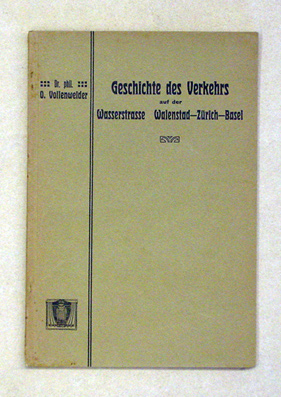 Dr. phil.
O. Vollenweider
Geschichte des Verkehrs
auf der
Wasserstrasse Walenstad—Zürich—Basel